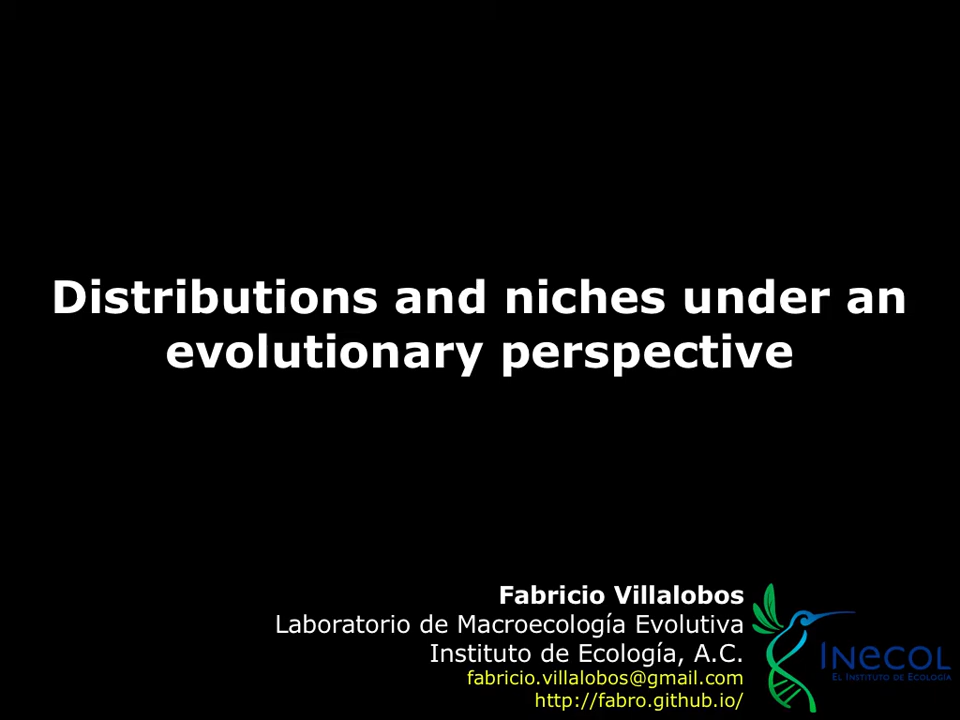 Distributions and niches under an
evolutionary perspective
Fabricio Villalobos
Laboratorio de Macroecología Evolutiva
Instituto de Ecología, A.C.
fabricio.villalobos@gmail.com
http://fabro.github.io/
INECOL
EL INSTITUTO DE ECOLOGÍA